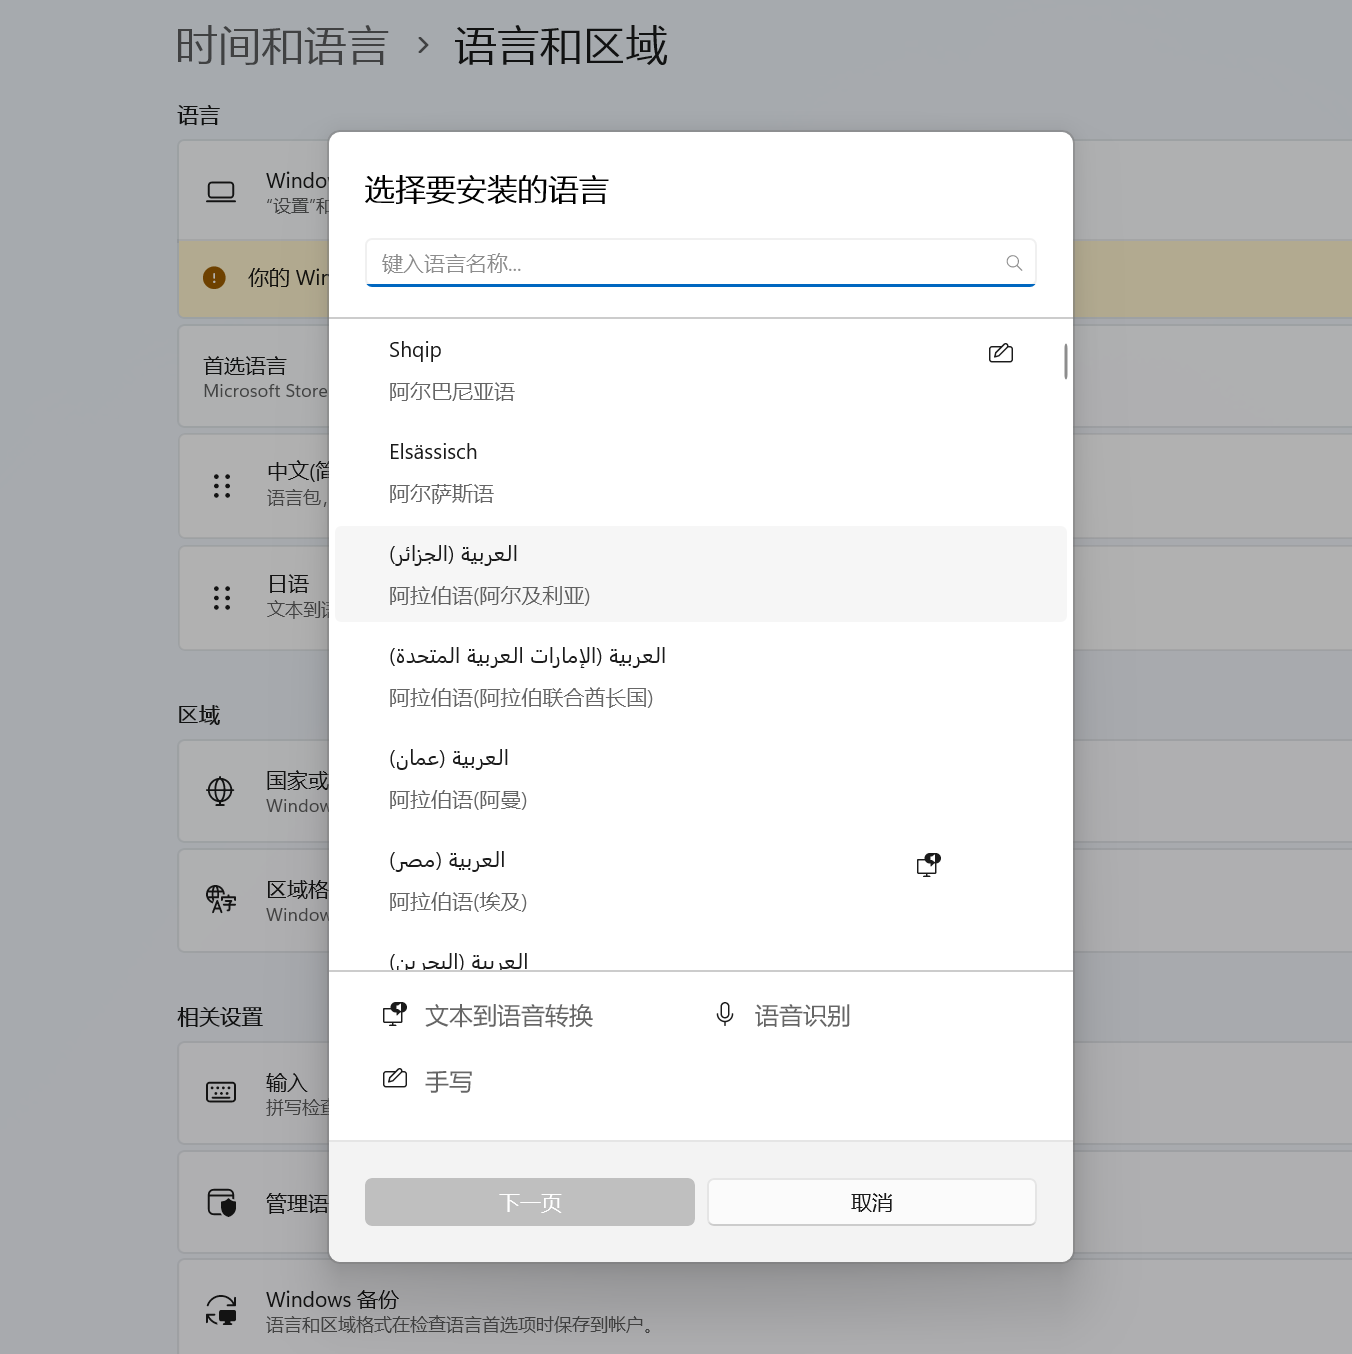 时间和语言 › 语言和区域
语言
Windo
“设置”和
你的 Win
首选语言
Microsoft Store
中文(简
语言包,
日语
文本到语
区域
国家或
Window
区域格
Window
相关设置
输入
拼写检查
管理语
Windows 备份
语言和区域格式在检查语言首选项时保存到帐户。
选择要安装的语言
键入语言名称...
Shqip
阿尔巴尼亚语
Elsässisch
阿尔萨斯语
العربية (الجزائر)
阿拉伯语(阿尔及利亚)
العربية (الإمارات العربية المتحدة)
阿拉伯语(阿拉伯联合酋长国)
العربية (عمان)
阿拉伯语(阿曼)
العربية (مصر)
阿拉伯语(埃及)
العربية (البحرين)
文本到语音转换
语音识别
手写
下一页
取消